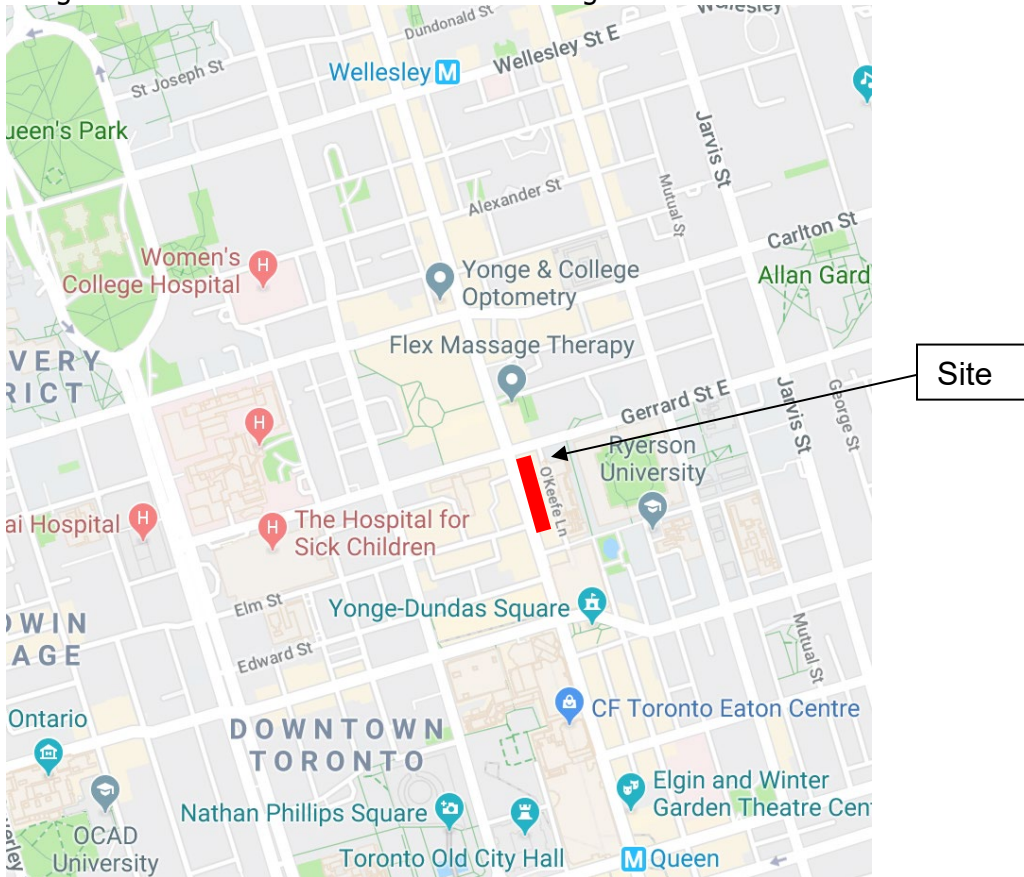 Dundonald St
Wellesley
Wellesley St E
Wellesley M
St Joseph St
ueen's Park
Jarvis St
Alexander St
Mutual St
Carlton St
Women's
College Hospital
H
Yonge & College
Optometry
Allan Gard
Flex Massage Therapy
VERY
RICT
Site
Gerrard St E
Jarvis St
George St
H
Ryerson
University
O'Keefe Ln
ai Hospital
H
H
The Hospital for
Sick Children
Elm St
Yonge-Dundas Square
WIN
AGE
Edward St
Mutual St
Ontario
DOWNTOWN
TORONTO
CF Toronto Eaton Centre
Elgin and Winter
Garden Theatre Cen
Nathan Phillips Square
OCAD
University
Toronto Old City Hall
M Queen